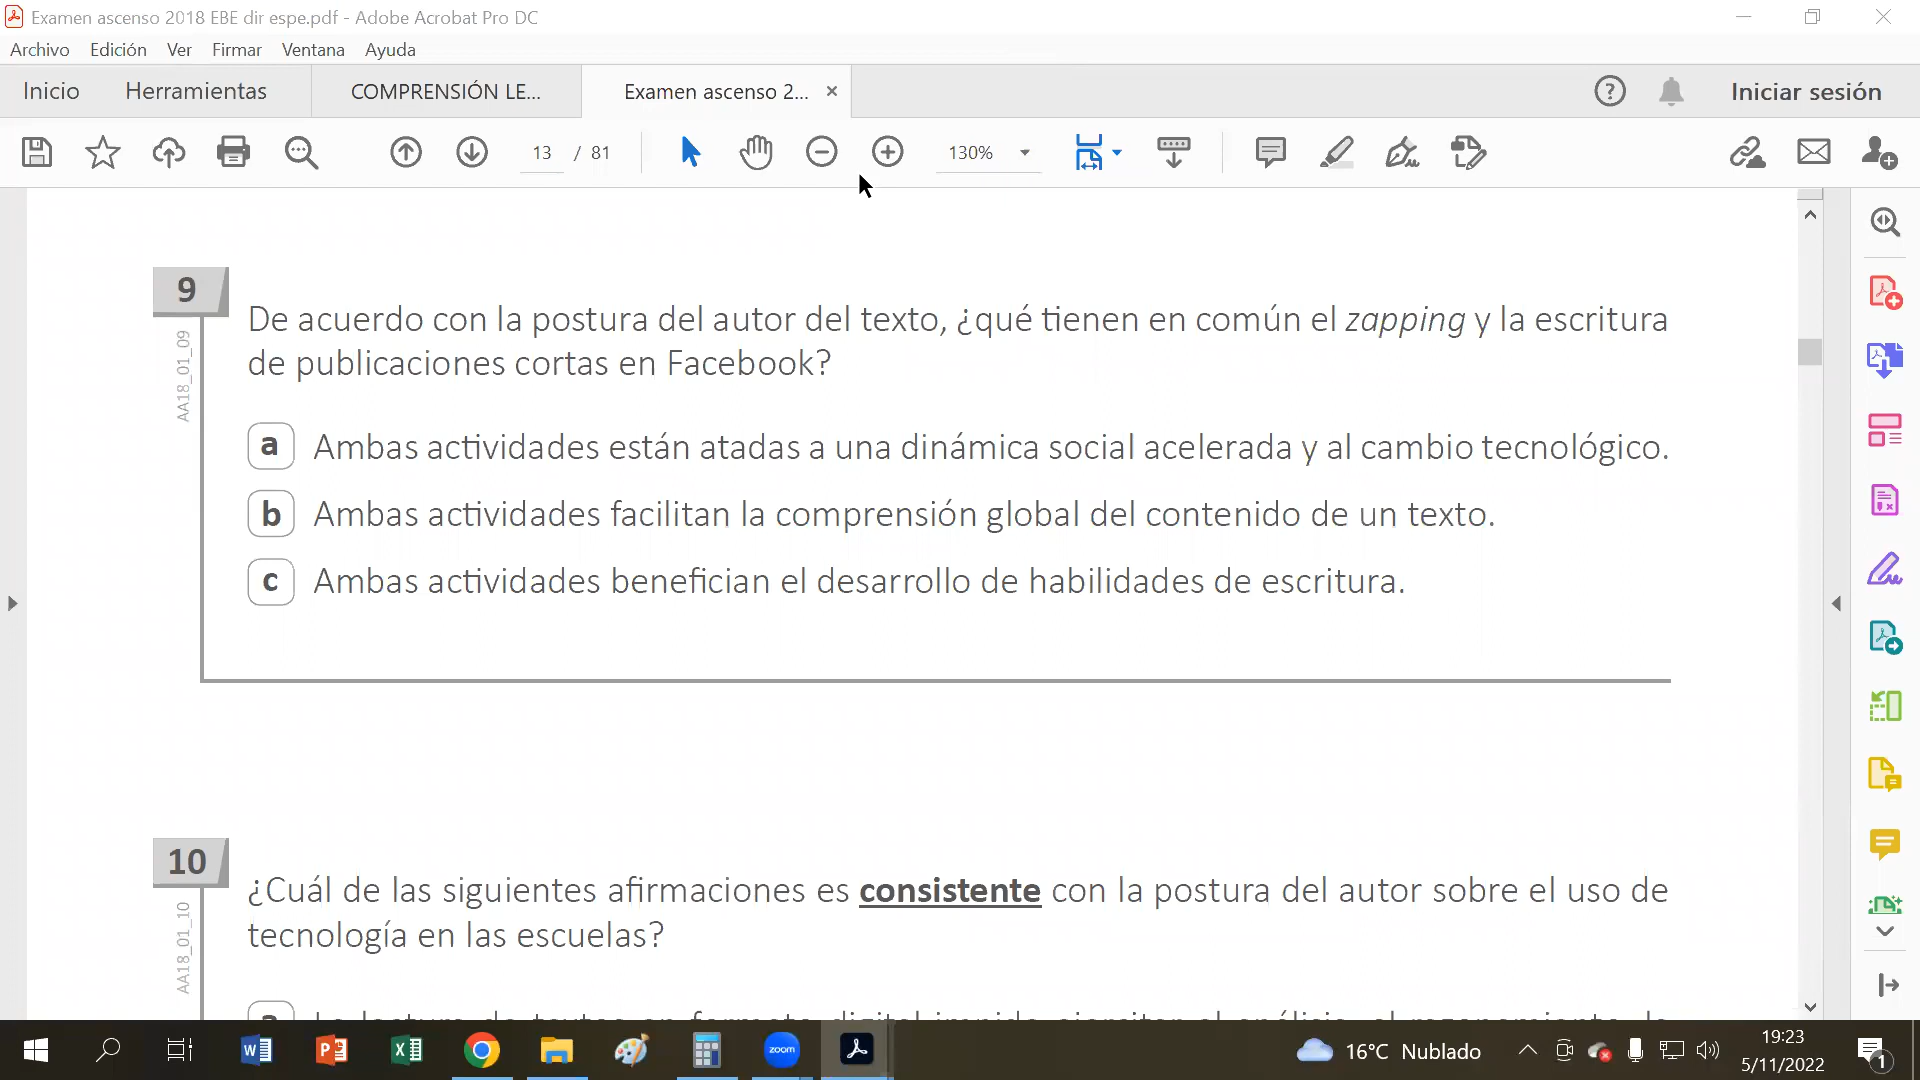 Examen ascenso 2018 EBE dir espe.pdf - Adobe Acrobat Pro DC
Archivo Edición Ver Firmar Ventana Ayuda
Inicio Herramientas COMPRENSIÓN LE... Examen ascenso 2... × Iniciar sesión
13 / 81 130%
9
AA18_01_09
De acuerdo con la postura del autor del texto, ¿qué tienen en común el zapping y la escritura
de publicaciones cortas en Facebook?
a Ambas actividades están atadas a una dinámica social acelerada y al cambio tecnológico.
b Ambas actividades facilitan la comprensión global del contenido de un texto.
c Ambas actividades benefician el desarrollo de habilidades de escritura.
10
AA18_01_10
¿Cuál de las siguientes afirmaciones es consistente con la postura del autor sobre el uso de
tecnología en las escuelas?
zoom
16°C Nublado
19:23
5/11/2022
1